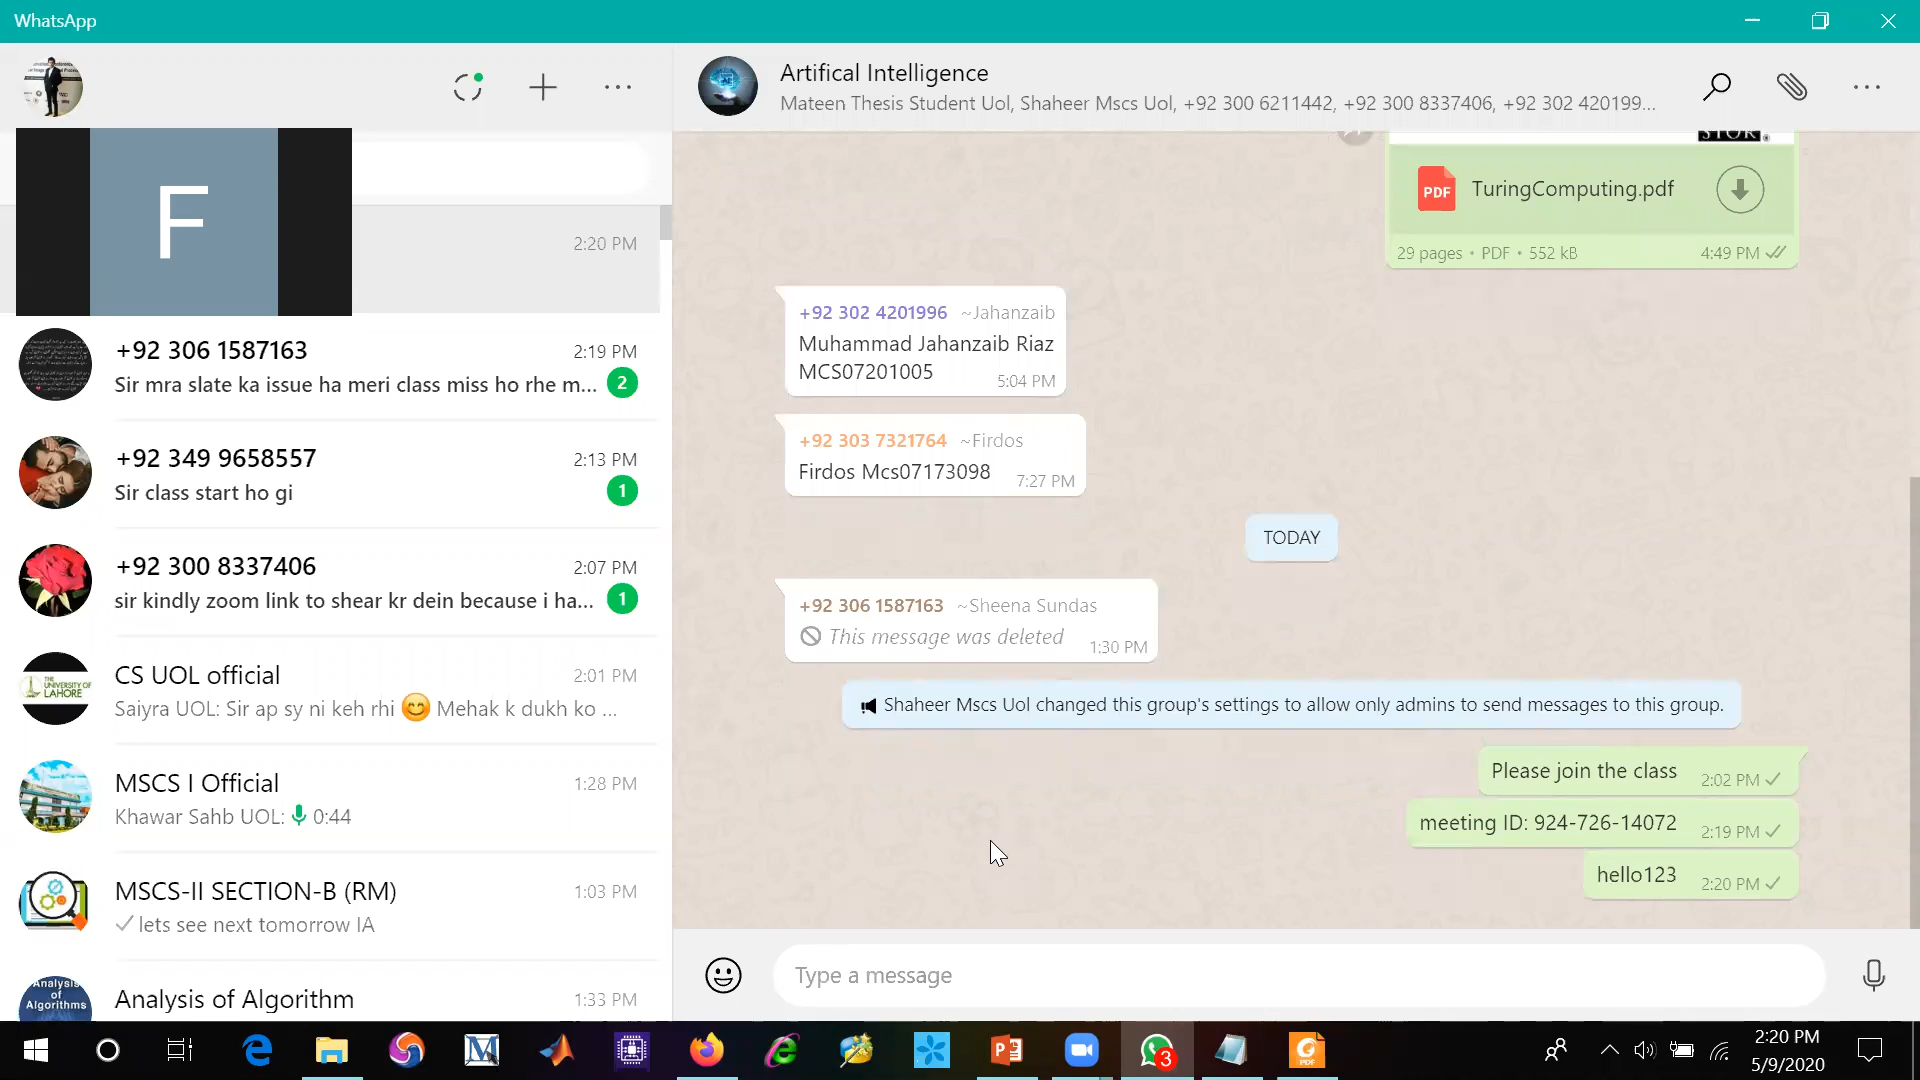 WhatsApp
Artifical Intelligence
Mateen Thesis Student Uol, Shaheer Mscs Uol, +92 300 6211442, +92 300 8337406, +92 302 420199...
F
2:20 PM
+92 306 1587163
2:19 PM
Sir mra slate ka issue ha meri class miss ho rhe m...
2
+92 349 9658557
2:13 PM
Sir class start ho gi
1
+92 300 8337406
2:07 PM
sir kindly zoom link to shear kr dein because i ha...
1
THE UNIVERSITY OF LAHORE
CS UOL official
2:01 PM
Saiyra UOL: Sir ap sy ni keh rhi 😊 Mehak k dukh ko ...
MSCS I Official
1:28 PM
Khawar Sahb UOL: 0:44
MSCS-II SECTION-B (RM)
1:03 PM
lets see next tomorrow IA
Analysis of Algorithms
Analysis of Algorithm
1:33 PM
PDF
TuringComputing.pdf
29 pages • PDF • 552 kB
4:49 PM
+92 302 4201996 ~Jahanzaib
Muhammad Jahanzaib Riaz
MCS07201005
5:04 PM
+92 303 7321764 ~Firdos
Firdos Mcs07173098
7:27 PM
TODAY
+92 306 1587163 ~Sheena Sundas
This message was deleted
1:30 PM
Shaheer Mscs Uol changed this group's settings to allow only admins to send messages to this group.
Please join the class
2:02 PM
meeting ID: 924-726-14072
2:19 PM
hello123
2:20 PM
Type a message
3
PDF
2:20 PM
5/9/2020